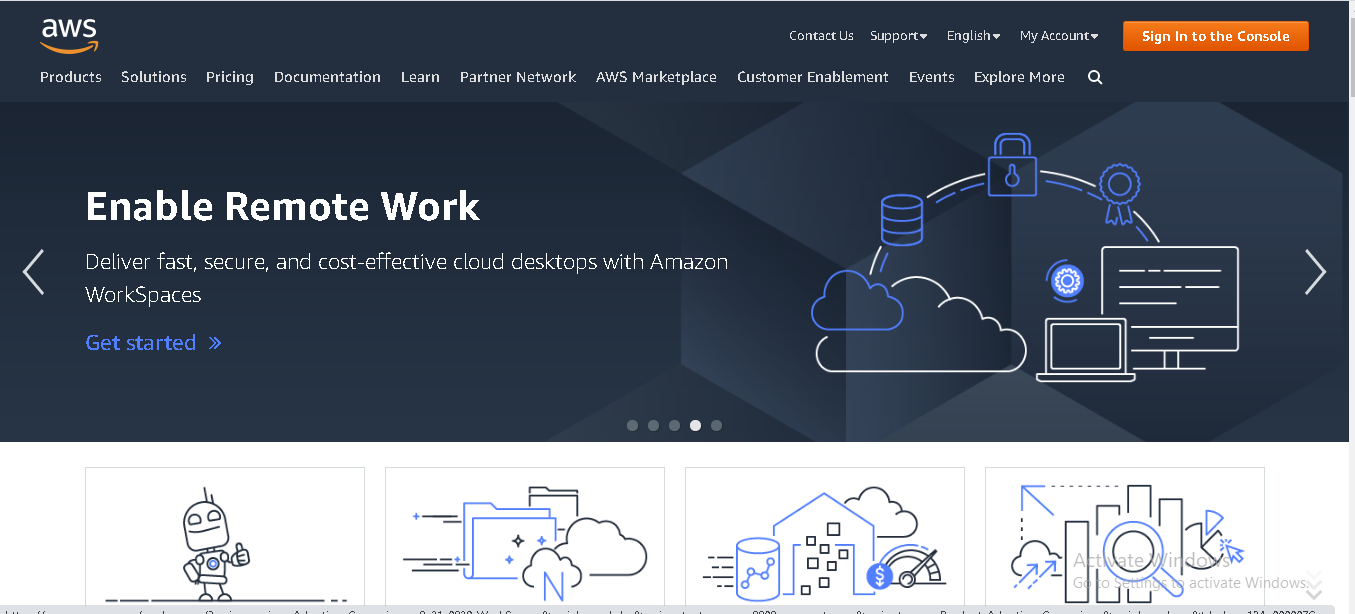 aws
Contact Us Support English My Account Sign In to the Console
Products Solutions Pricing Documentation Learn Partner Network AWS Marketplace Customer Enablement Events Explore More
Enable Remote Work
Deliver fast, secure, and cost-effective cloud desktops with Amazon
WorkSpaces
Get started »
N
$
Activate Windows
Go to Settings to activate Windows.